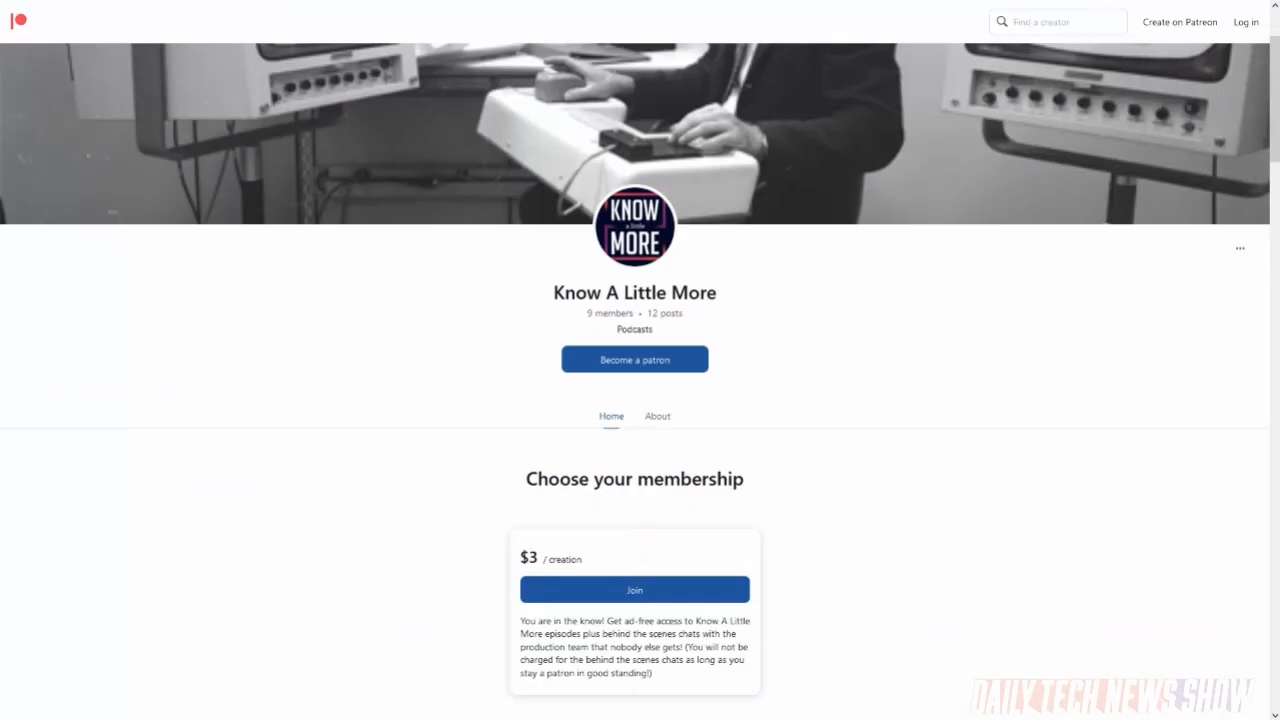 Find a creator
Create on Patreon
Log in
KNOW
a little
MORE
Know A Little More
9 members • 12 posts
Podcasts
Become a patron
Home
About
Choose your membership
$3 / creation
Join
You are in the know! Get ad-free access to Know A Little
More episodes plus behind the scenes chats with the
production team that nobody else gets! (You will not be
charged for the behind the scenes chats as long as you
stay a patron in good standing!)
DAILY TECH NEWS SHOW